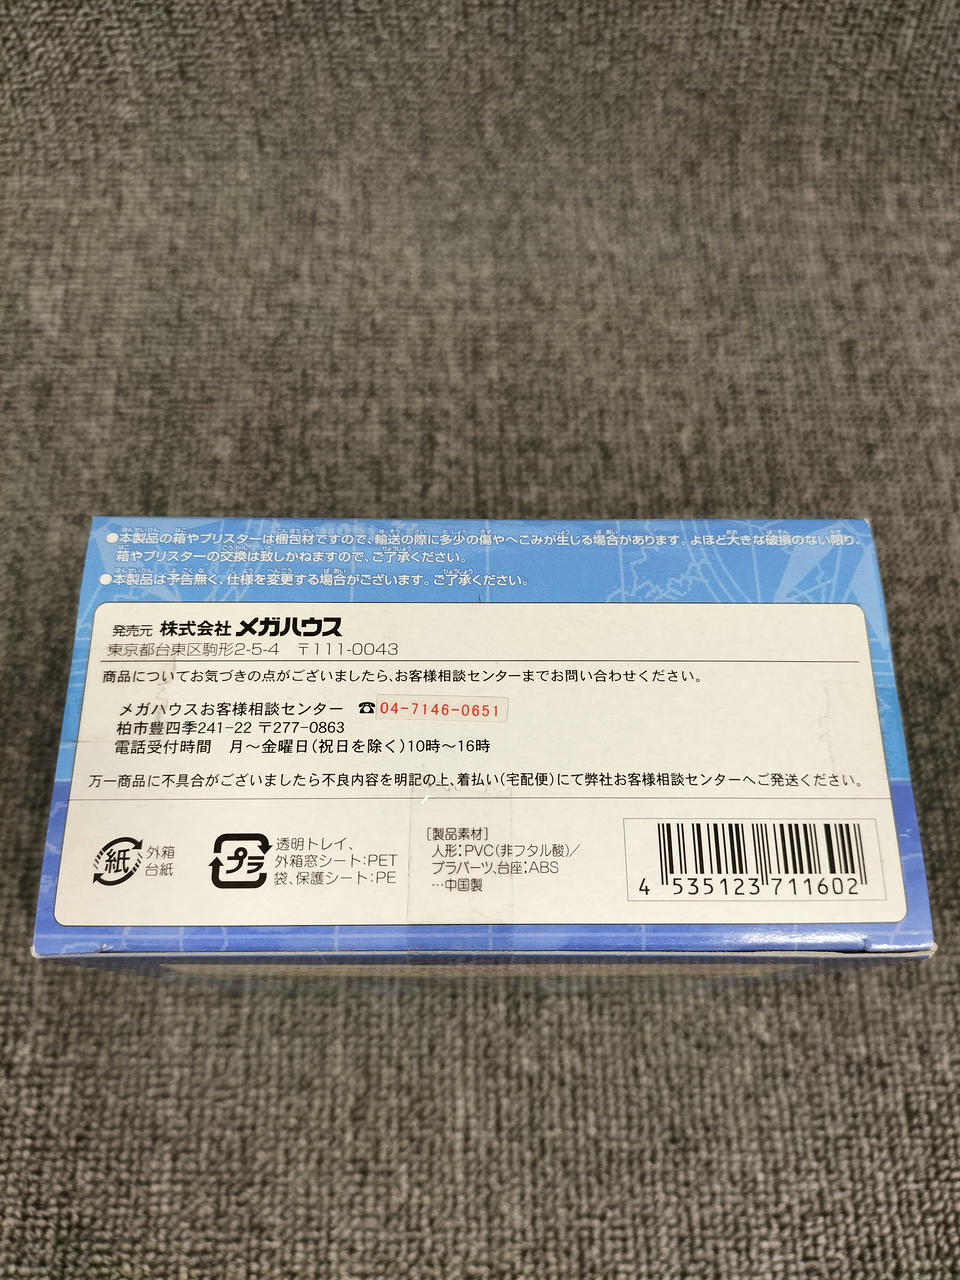 ●本製品の箱やブリスターは梱包材ですので、輸送の際に多少の傷やへこみが生じる場合があります。よほど大きな破損のない限り、
箱やブリスターの交換は致しかねますので、ご了承ください。
●本製品は予告無く、仕様を変更する場合がございます。ご了承ください。
発売元 株式会社 メガハウス
東京都台東区駒形2-5-4 〒111-0043
商品についてお気づきの点がございましたら、お客様相談センターまでお問い合わせください。
メガハウスお客様相談センター ☎04-7146-0651
柏市豊四季241-22 〒277-0863
電話受付時間 月〜金曜日(祝日を除く)10時〜16時
万一商品に不具合がございましたら不良内容を明記の上、着払い(宅配便)にて弊社お客様相談センターへご発送ください。
紙 外箱
台紙
プラ 透明トレイ、
外箱窓シート:PET
袋、保護シート:PE
[製品素材]
人形:PVC(非フタル酸)/
プラパーツ、台座:ABS
…中国製
4 535123 711602